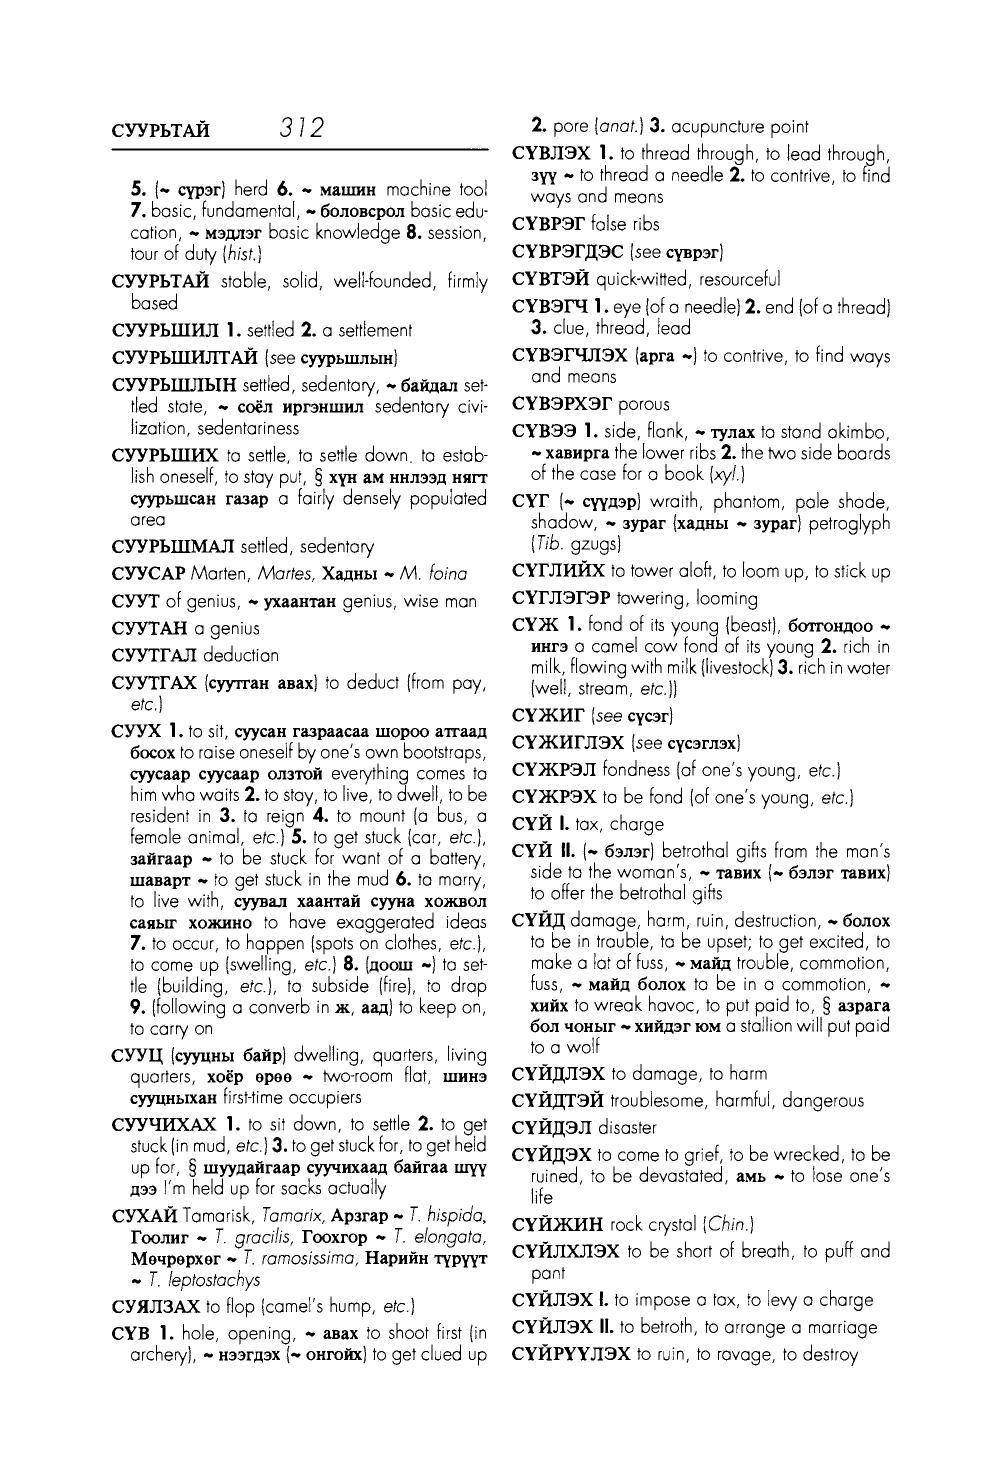 СУУРЬТАЙ 312
5. (~ сүрэг) herd 6. ~ машин machine tool
7. basic, fundamental, ~ боловсрол basic edu-
cation, ~ мэдлэг basic knowledge 8. session,
tour of duty (hist.)
СУУРЬТАЙ stable, solid, well-founded, firmly
based
СУУРЬШИЛ 1. settled 2. a settlement
СУУРЬШИЛТАЙ (see суурьшлын)
СУУРЬШЛЫН settled, sedentary, ~ байдал set-
tled state, ~ соёл иргэншил sedentary civi-
lization, sedentariness
СУУРЬШИХ to settle, to settle down. to estab-
lish oneself, to stay put, § хүн ам ннлээд нягт
суурьшсан газар a fairly densely populated
area
СУУРЬШМАЛ settled, sedentary
СУУСАР Marten, Martes, Хадны ~ M. foina
СУУТ of genius, ~ ухаантан genius, wise man
СУУТАН a genius
СУУТГАЛ deduction
СУУТГАХ (суутган авах) to deduct (from pay,
etc.)
СУУХ 1. to sit, суусан газраасаа шороо атгаад
босох to raise oneself by one's own bootstraps,
суусаар суусаар олзтой everything comes to
him who waits 2. to stay, to live, to dwell, to be
resident in 3. to reign 4. to mount (a bus, a
female animal, etc.) 5. to get stuck (car, etc.),
зайгаар ~ to be stuck for want of a battery,
шаварт ~ to get stuck in the mud 6. to marry,
to live with, суувал хаантай сууна хожвол
саяыг хожино to have exaggerated ideas
7. to occur, to happen (spots on clothes, etc.),
to come up (swelling, etc.) 8. (доош ~) to set-
tle (building, etc.), to subside (fire), to drop
9. (following a converb in ж, аад) to keep on,
to carry on
СУУЦ (сууцны байр) dwelling, quarters, living
quarters, хоёр өрөө ~ two-room flat, шинэ
сууцныхан first-time occupiers
СУУЧИХАХ 1. to sit down, to settle 2. to get
stuck (in mud, etc.) 3. to get stuck for, to get held
up for, § шуудайгаар суучихаад байгаа шүү
дээ I'm held up for sacks actually
СУХАЙ Tamarisk, Tamarix, Арзгар ~ T. hispida,
Гоолиг ~ T. gracilis, Гоохгор ~ T. elongata,
Мөчрөрхөг ~ T. ramosissima, Нарийн түрүүт
~ T. leptostachys
СУЯЛЗАХ to flop (camel's hump, etc.)
СҮВ 1. hole, opening, ~ авах to shoot first (in
archery), ~ нээгдэх (~ онгойх) to get clued up
2. pore (anat.) 3. acupuncture point
СҮВЛЭХ 1. to thread through, to lead through,
зүү ~ to thread a needle 2. to contrive, to find
ways and means
СҮВРЭГ false ribs
СҮВРЭГДЭС (see сүврэг)
СҮВТЭЙ quick-witted, resourceful
СҮВЭГЧ 1. eye (of a needle) 2. end (of a thread)
3. clue, thread, lead
СҮВЭГЧЛЭХ (арга ~) to contrive, to find ways
and means
СҮВЭРХЭГ porous
СҮВЭЭ 1. side, flank, ~ тулах to stand akimbo,
~ хавирга the lower ribs 2. the two side boards
of the case for a book (xyl.)
СҮГ (~ сүүдэр) wraith, phantom, pale shade,
shadow, ~ зураг (хадны ~ зураг) petroglyph
(Tib. gzugs)
СҮГЛИЙХ to tower aloft, to loom up, to stick up
СҮГЛЭГЭР towering, looming
СҮЖ 1. fond of its young (beast), ботгондоо ~
ингэ a camel cow fond of its young 2. rich in
milk, flowing with milk (livestock) 3. rich in water
(well, stream, etc.))
СҮЖИГ (see сүсэг)
СҮЖИГЛЭХ (see сүсэглэх)
СҮЖРЭЛ fondness (of one's young, etc.)
СҮЖРЭХ to be fond (of one's young, etc.)
СҮЙ I. tax, charge
СҮЙ II. (~ бэлэг) betrothal gifts from the man's
side to the woman's, ~ тавих (~ бэлэг тавих)
to offer the betrothal gifts
СҮЙД damage, harm, ruin, destruction, ~ болох
to be in trouble, to be upset; to get excited, to
make a lot of fuss, ~ майд trouble, commotion,
fuss, ~ майд болох to be in a commotion, ~
хийх to wreak havoc, to put paid to, § азрага
бол чоныг ~ хийдэг юм a stallion will put paid
to a wolf
СҮЙДЛЭХ to damage, to harm
СҮЙДТЭЙ troublesome, harmful, dangerous
СҮЙДЭЛ disaster
СҮЙДЭХ to come to grief, to be wrecked, to be
ruined, to be devastated, амь ~ to lose one's
life
СҮЙЖИН rock crystal (Chin.)
СҮЙЛХЛЭХ to be short of breath, to puff and
pant
СҮЙЛЭХ I. to impose a tax, to levy a charge
СҮЙЛЭХ II. to betroth, to arrange a marriage
СҮЙРҮҮЛЭХ to ruin, to ravage, to destroy